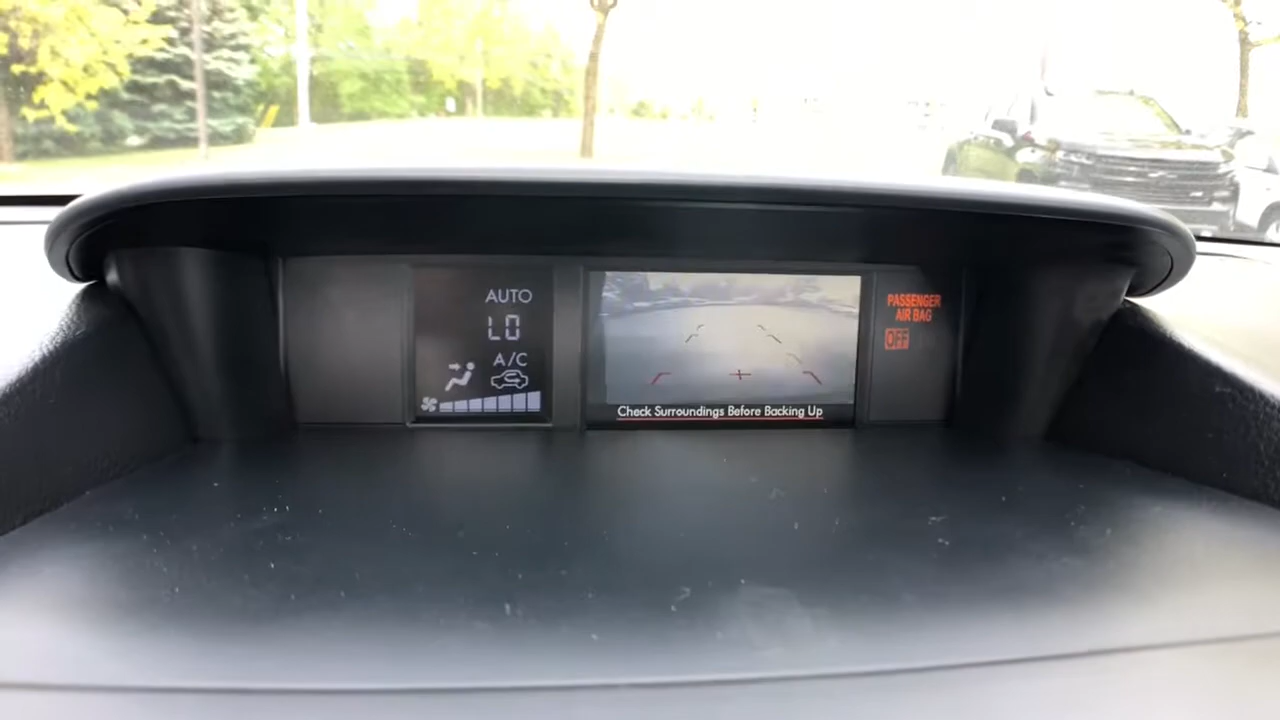 AUTO
LO
A/C
Check Surroundings Before Backing Up
PASSENGER
AIR BAG
OFF